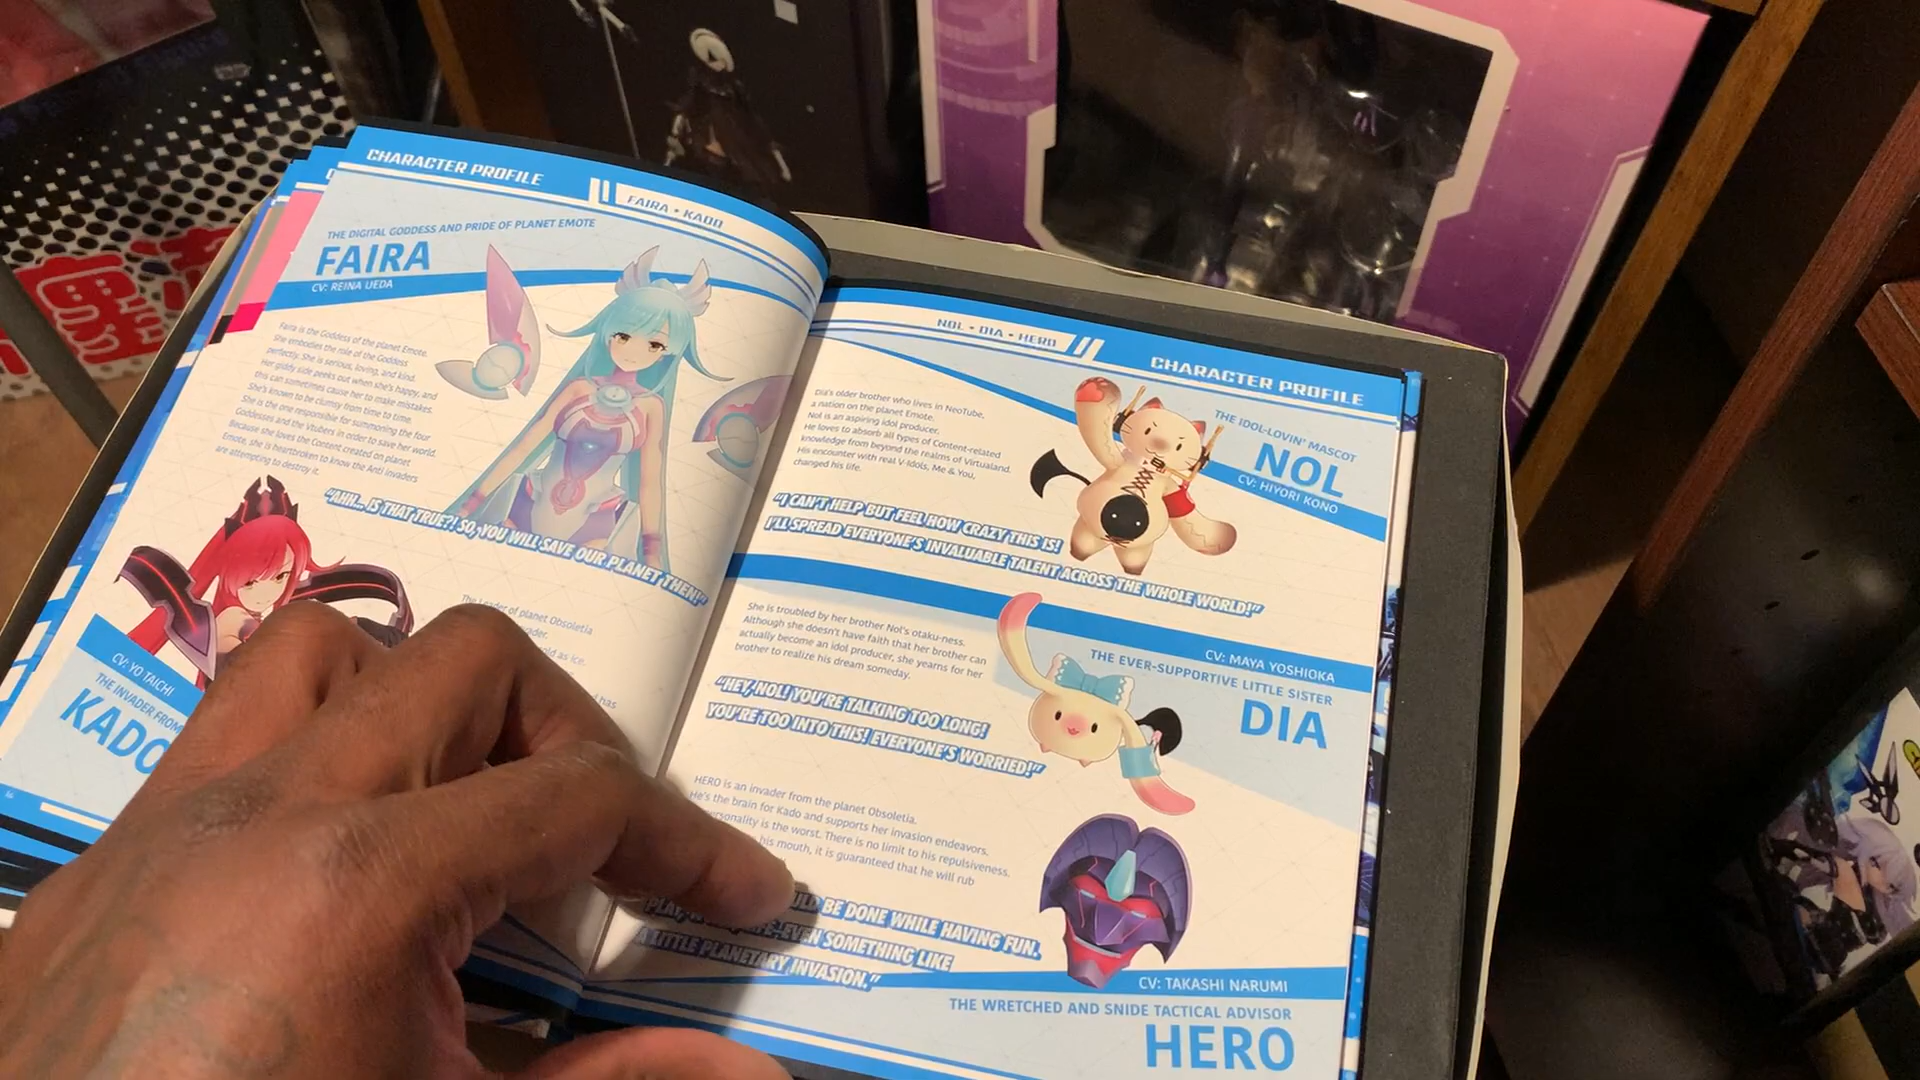 CHARACTER PROFILE
FAIRA • KADO
THE DIGITAL GODDESS AND PRIDE OF PLANET EMOTE
FAIRA
CV: REINA UEDA
Faira is the Goddess of the planet Emote.
She embodies the role of the Goddess
perfectly. She is serious, loving, and kind.
Her giddy side peeks out when she's happy, and
this can sometimes cause her to make mistakes.
She's known to be clumsy from time to time.
She is the one responsible for summoning the four
Goddesses and the Vtubers in order to save her world.
Because she loves the Content created on planet
Emote, she is heartbroken to know the Anti invaders
are attempting to destroy it.
"AHH... IS THAT TRUE?! SO, YOU WILL SAVE OUR PLANET THEN!"
The Leader of planet Obsoletia
cold as ice.
has
CV: YO TAICHI
THE INVADER FROM
KADO
NOL • DIA • HERO
CHARACTER PROFILE
Dia's older brother who lives in NeoTube,
a nation on the planet Emote.
Nol is an aspiring idol producer.
He loves to absorb all types of Content-related
knowledge from beyond the realms of Virtualand.
His encounter with real V-Idols, Me & You,
changed his life.
THE IDOL-LOVIN' MASCOT
NOL
CV: HIYORI KONO
"I CAN'T HELP BUT FEEL HOW CRAZY THIS IS!
I'LL SPREAD EVERYONE'S INVALUABLE TALENT ACROSS THE WHOLE WORLD!"
She is troubled by her brother Nol's otaku-ness.
Although she doesn't have faith that her brother can
actually become an idol producer, she yearns for her
brother to realize his dream someday.
CV: MAYA YOSHIOKA
THE EVER-SUPPORTIVE LITTLE SISTER
DIA
"HEY, NOL! YOU'RE TALKING TOO LONG!
YOU'RE TOO INTO THIS! EVERYONE'S WORRIED!"
HERO is an invader from the planet Obsoletia.
He's the brain for Kado and supports her invasion endeavors.
personality is the worst. There is no limit to his repulsiveness.
his mouth, it is guaranteed that he will rub
BE DONE WHILE HAVING FUN.
PLAY, EVEN SOMETHING LIKE
A LITTLE PLANETARY INVASION."
CV: TAKASHI NARUMI
THE WRETCHED AND SNIDE TACTICAL ADVISOR
HERO